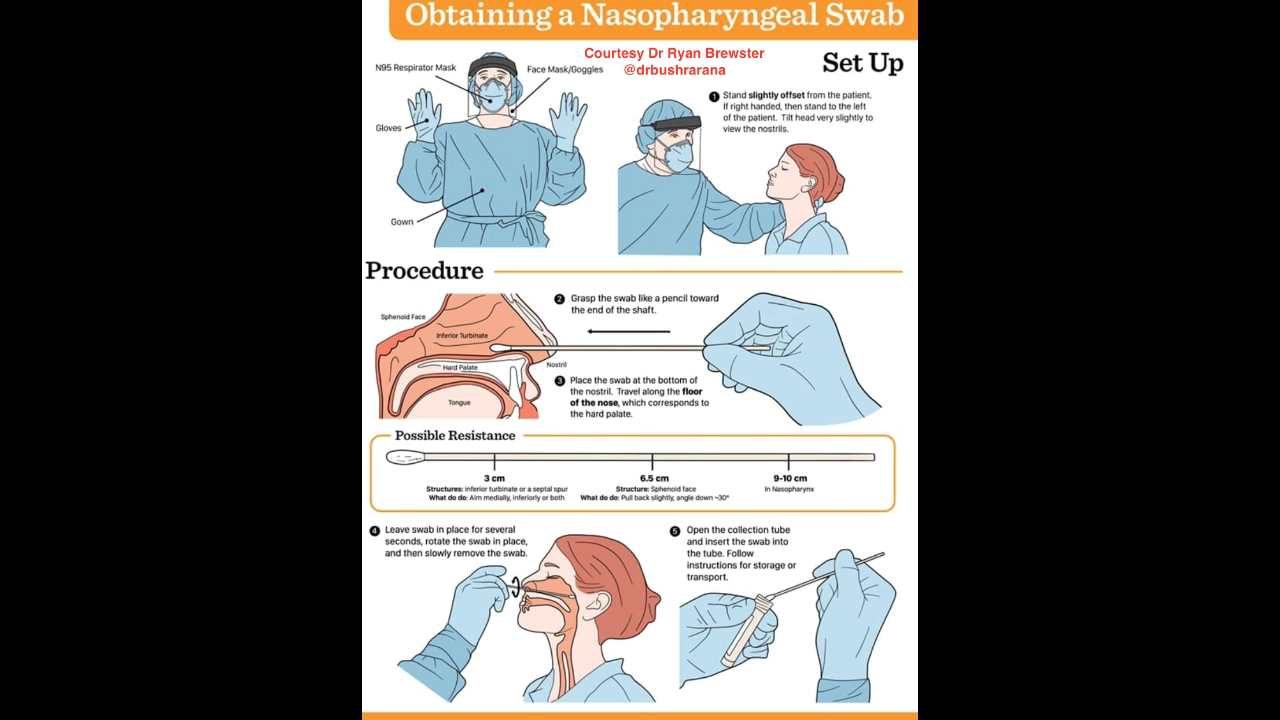 Obtaining a Nasopharyngeal Swab
Courtesy Dr Ryan Brewster
@drbushrarana
Set Up
N95 Respirator Mask
Face Mask/Goggles
Gloves
Gown
1 Stand slightly offset from the patient.
If right handed, then stand to the left
of the patient. Tilt head very slightly to
view the nostrils.
Procedure
2 Grasp the swab like a pencil toward
the end of the shaft.
Sphenoid Face
Inferior Turbinate
Hard Palate
Nostril
Tongue
3 Place the swab at the bottom of
the nostril. Travel along the floor
of the nose, which corresponds to
the hard palate.
Possible Resistance
3 cm
Structures: inferior turbinate or a septal spur
What do do: Aim medially, inferiorly or both
6.5 cm
Structure: Sphenoid face
What do do: Pull back slightly, angle down ~30°
9-10 cm
In Nasopharynx
4 Leave swab in place for several
seconds, rotate the swab in place,
and then slowly remove the swab.
5 Open the collection tube
and insert the swab into
the tube. Follow
instructions for storage or
transport.